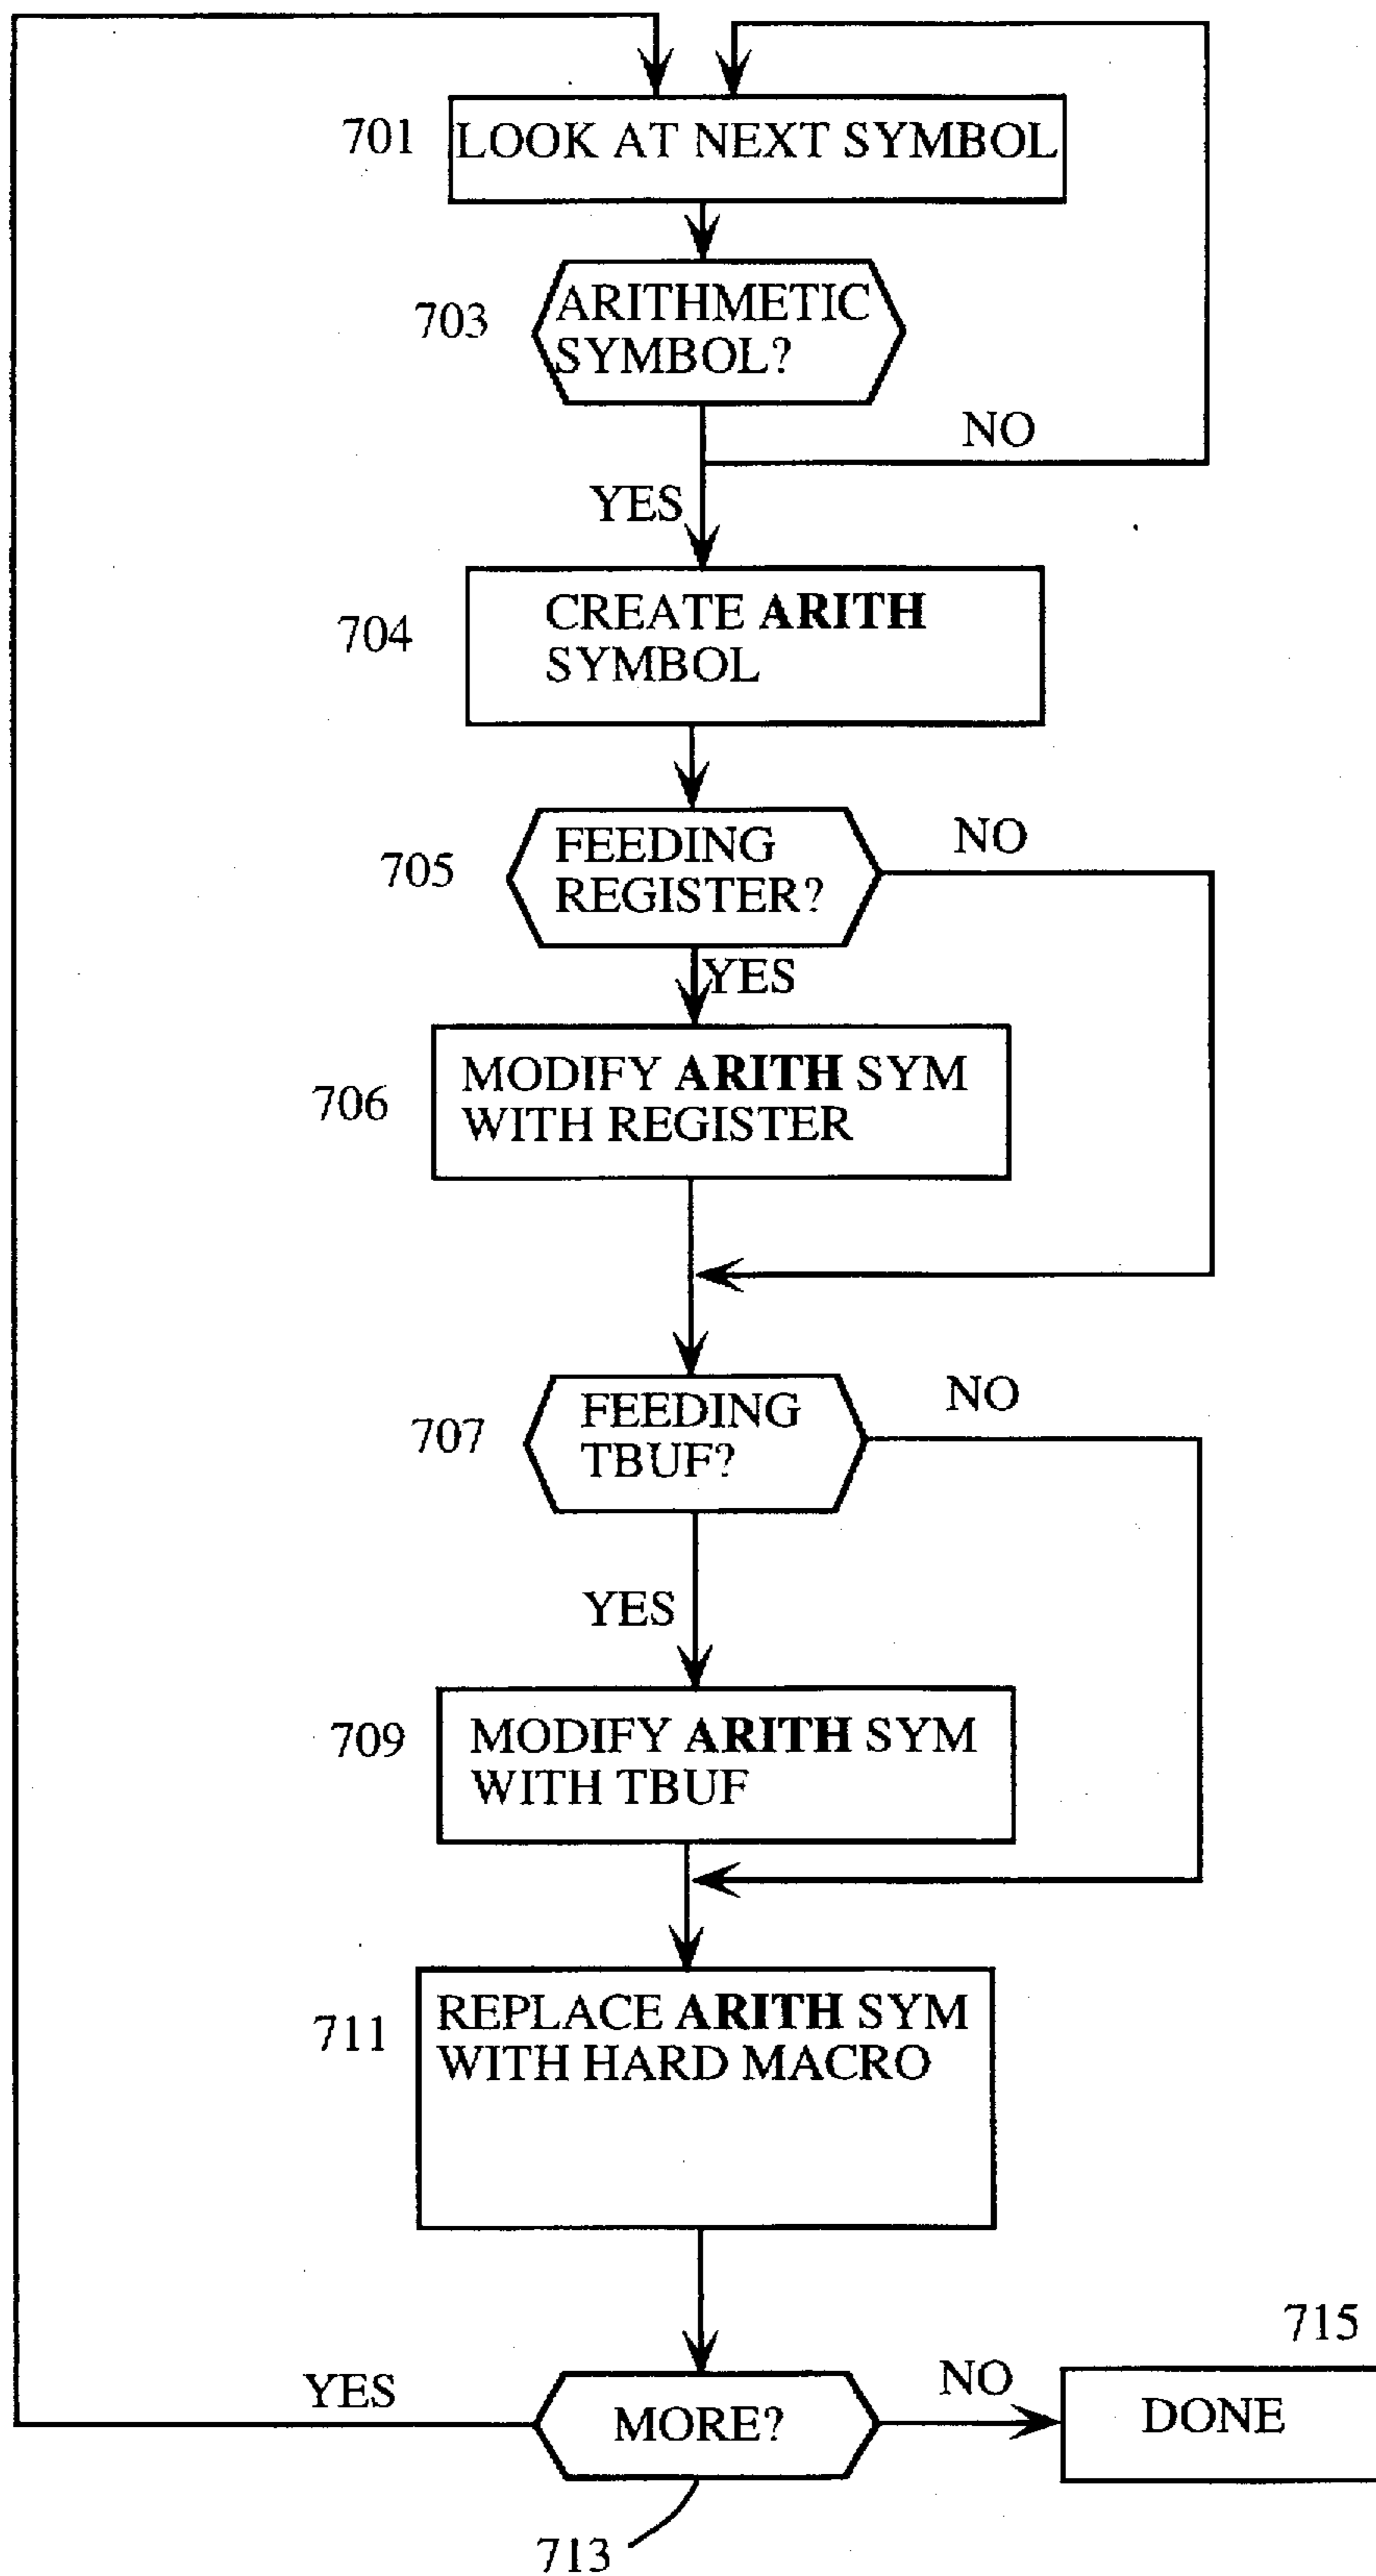 701
LOOK AT NEXT SYMBOL
703
ARITHMETIC
SYMBOL?
NO
YES
704
CREATE ARITH
SYMBOL
705
FEEDING
REGISTER?
NO
YES
706
MODIFY ARITH SYM
WITH REGISTER
707
FEEDING
TBUF?
NO
YES
709
MODIFY ARITH SYM
WITH TBUF
711
REPLACE ARITH SYM
WITH HARD MACRO
715
YES
MORE?
NO
DONE
713